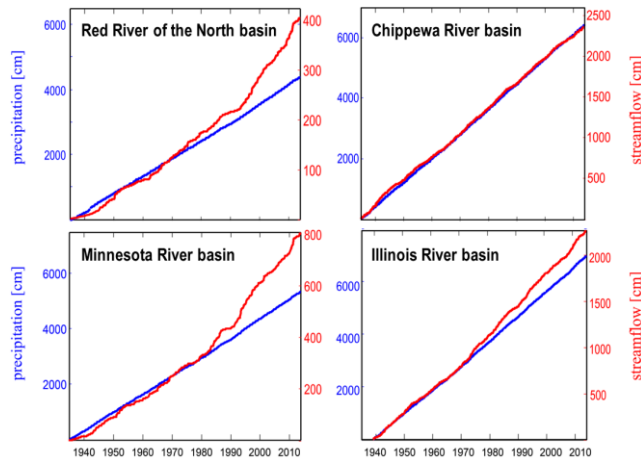 Red River of the North basin
precipitation [cm]
6000
4000
2000
400
300
200
100
Chippewa River basin
6000
4000
2000
2500
2000
1500
1000
500
streamflow [cm]
Minnesota River basin
precipitation [cm]
6000
4000
2000
800
600
400
200
1940 1950 1960 1970 1980 1990 2000 2010
Illinois River basin
6000
4000
2000
2000
1500
1000
500
streamflow [cm]
1940 1950 1960 1970 1980 1990 2000 2010